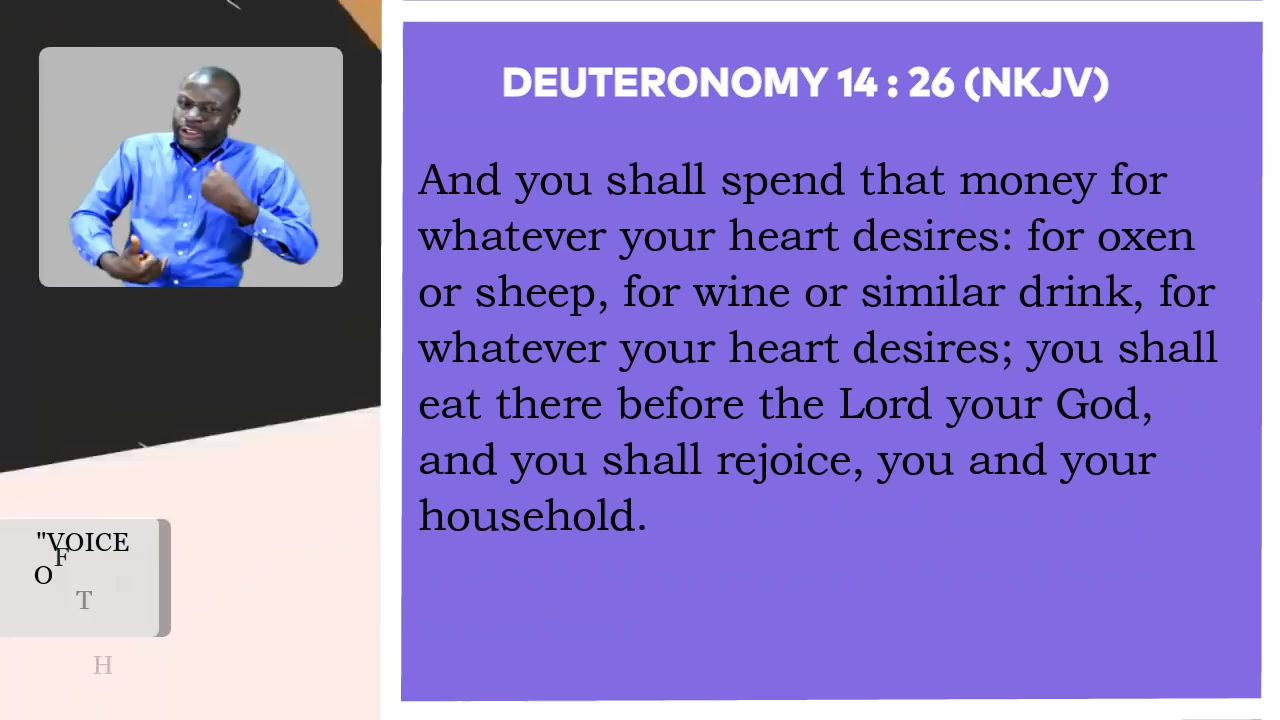 DEUTERONOMY 14 : 26 (NKJV)
And you shall spend that money for
whatever your heart desires: for oxen
or sheep, for wine or similar drink, for
whatever your heart desires; you shall
eat there before the Lord your God,
and you shall rejoice, you and your
household.
"VOICE
OF
T
H